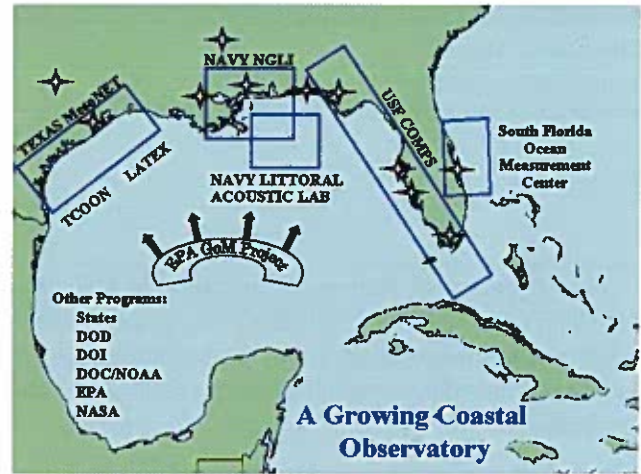 NAVY NGLI
TEXAS MesoNET
USF COMPS
South Florida
Ocean
Measurement
Center
TCOON LATEX
NAVY LITTORAL
ACOUSTIC LAB
EPA GoM Project
Other Programs:
States
DOD
DOI
DOC/NOAA
EPA
NASA
A Growing Coastal
Observatory